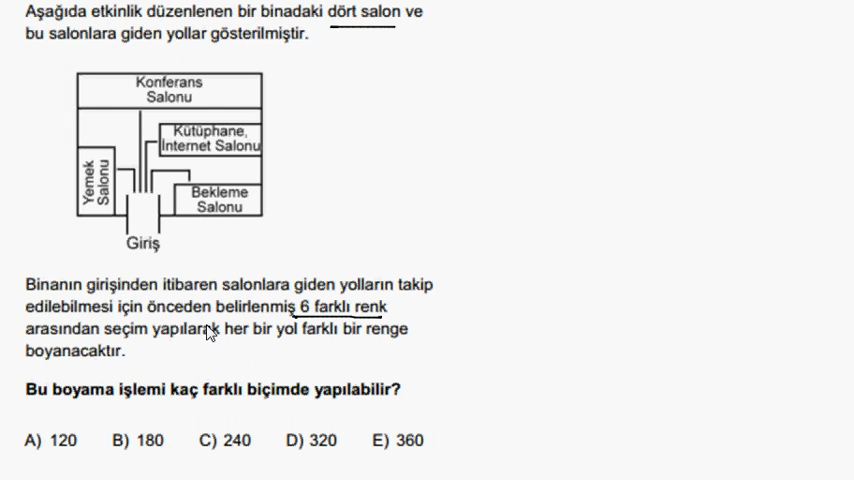 Aşağıda etkinlik düzenlenen bir binadaki dört salon ve
bu salonlara giden yollar gösterilmiştir.
Konferans
Salonu
Kütüphane,
İnternet Salonu
Yemek
Salonu
Bekleme
Salonu
Giriş
Binanın girişinden itibaren salonlara giden yolların takip
edilebilmesi için önceden belirlenmiş 6 farklı renk
arasından seçim yapılarak her bir yol farklı bir renge
boyanacaktır.
Bu boyama işlemi kaç farklı biçimde yapılabilir?
A) 120 B) 180 C) 240 D) 320 E) 360